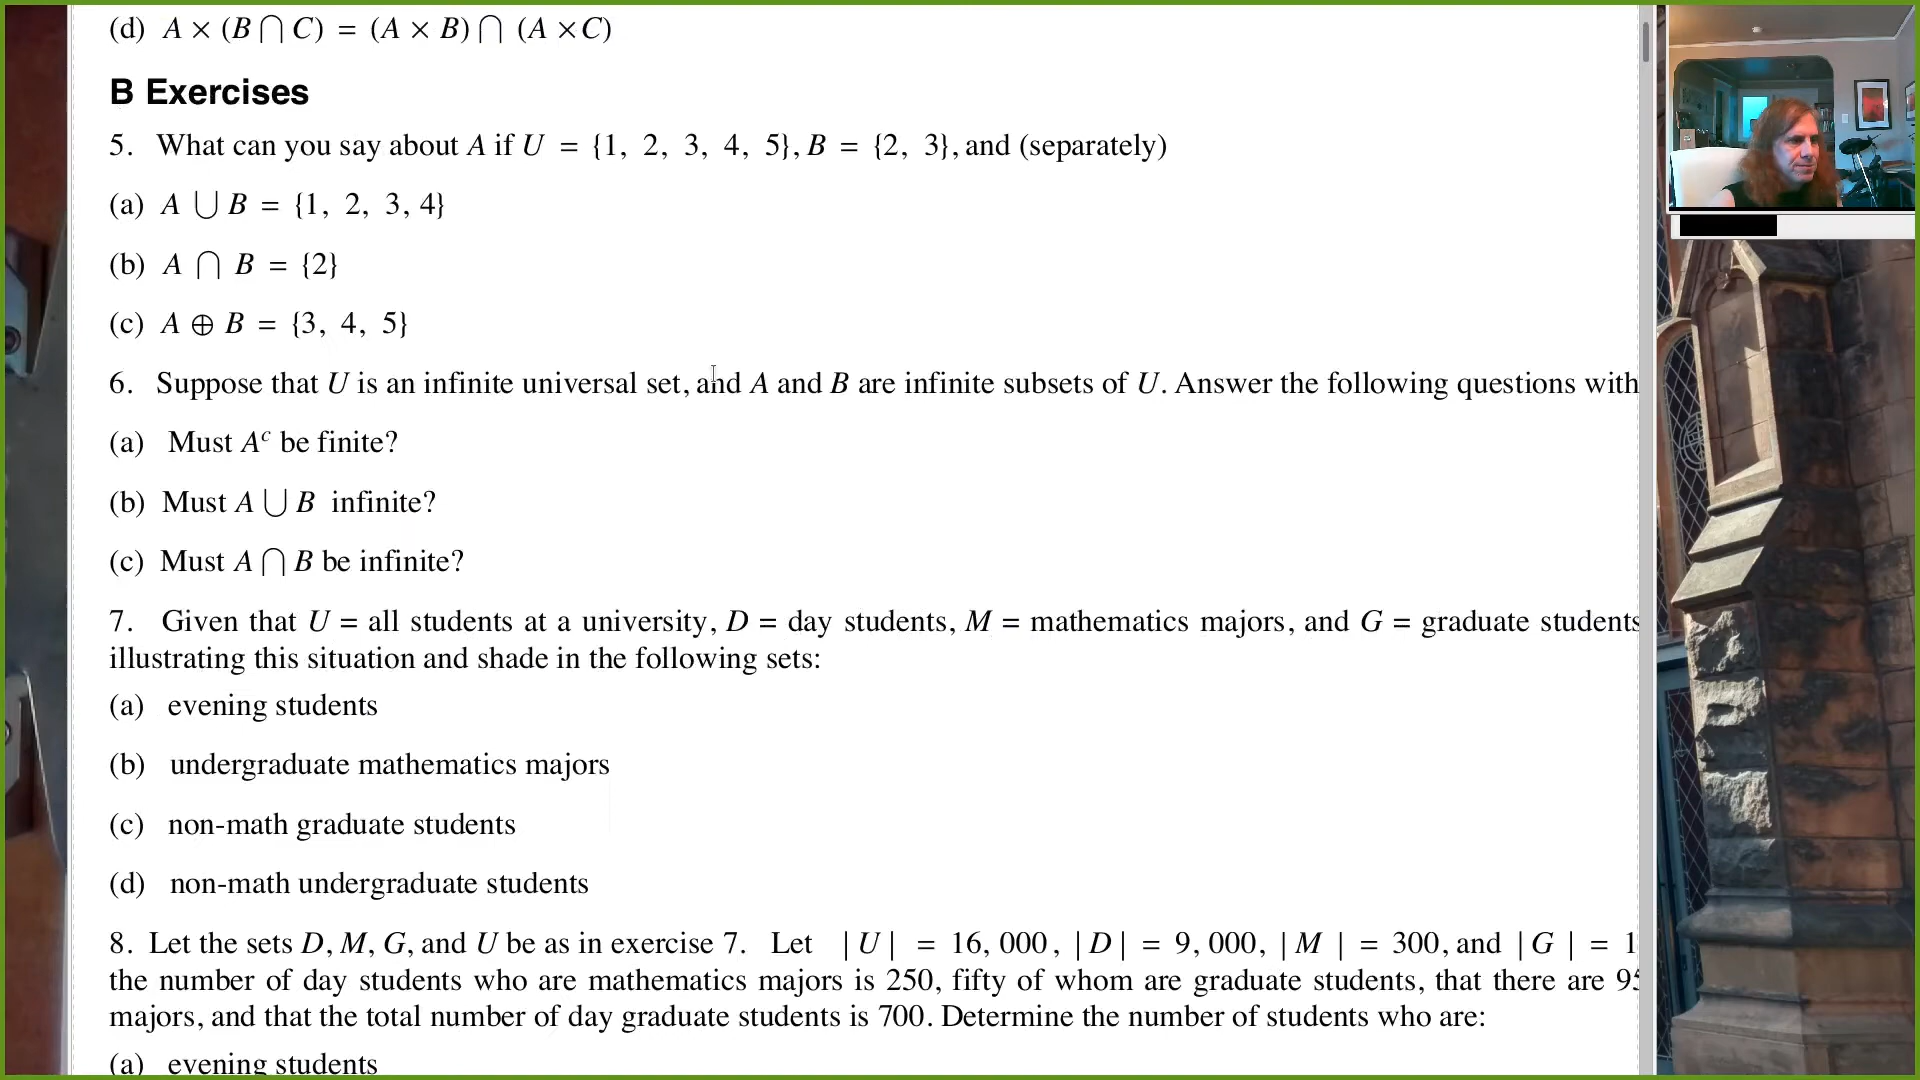 (d) A × (B ⋂ C) = (A × B) ⋂ (A × C)
B Exercises
5. What can you say about A if U = {1, 2, 3, 4, 5}, B = {2, 3}, and (separately)
(a) A ⋃ B = {1, 2, 3, 4}
(b) A ⋂ B = {2}
(c) A ⊕ B = {3, 4, 5}
6. Suppose that U is an infinite universal set, and A and B are infinite subsets of U. Answer the following questions with
(a) Must Aᶜ be finite?
(b) Must A ⋃ B infinite?
(c) Must A ⋂ B be infinite?
7. Given that U = all students at a university, D = day students, M = mathematics majors, and G = graduate students
illustrating this situation and shade in the following sets:
(a) evening students
(b) undergraduate mathematics majors
(c) non-math graduate students
(d) non-math undergraduate students
8. Let the sets D, M, G, and U be as in exercise 7. Let |U| = 16,000, |D| = 9,000, |M| = 300, and |G| = 1
the number of day students who are mathematics majors is 250, fifty of whom are graduate students, that there are 95
majors, and that the total number of day graduate students is 700. Determine the number of students who are:
(a) evening students